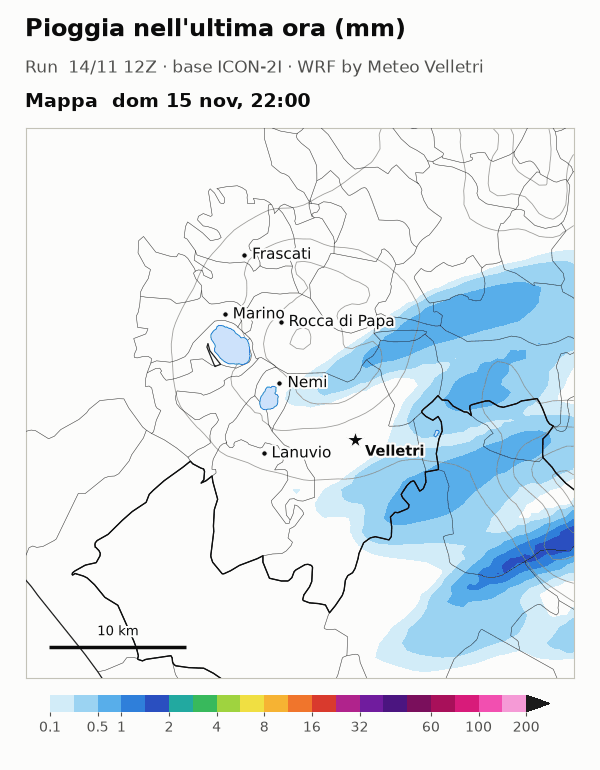 Pioggia nell'ultima ora (mm)
Run  14/11 12Z · base ICON-2I · WRF by Meteo Velletri
Mappa  dom 15 nov, 22:00
Frascati
Marino
Rocca di Papa
Nemi
Velletri
Lanuvio
10 km
0.1 0.5 1 2 4 8 16 32 60 100 200